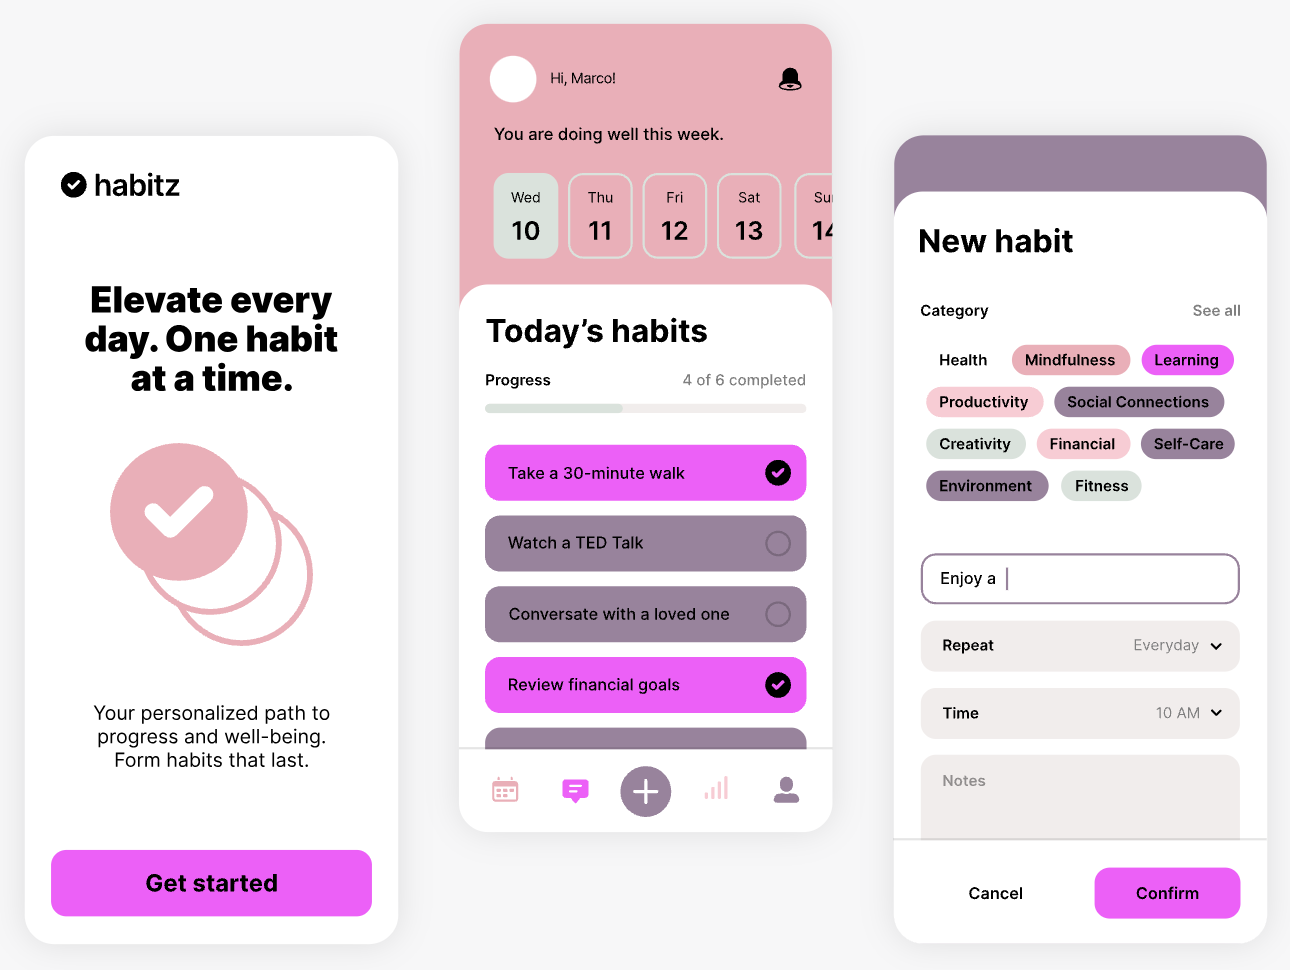 habitz
Elevate every
day. One habit
at a time.
Your personalized path to
progress and well-being.
Form habits that last.
Get started
Hi, Marco!
You are doing well this week.
Wed Thu Fri Sat Su
10 11 12 13 14
Today's habits
Progress 4 of 6 completed
Take a 30-minute walk
Watch a TED Talk
Conversate with a loved one
Review financial goals
New habit
Category See all
Health Mindfulness Learning
Productivity Social Connections
Creativity Financial Self-Care
Environment Fitness
Enjoy a
Repeat Everyday
Time 10 AM
Notes
Cancel Confirm